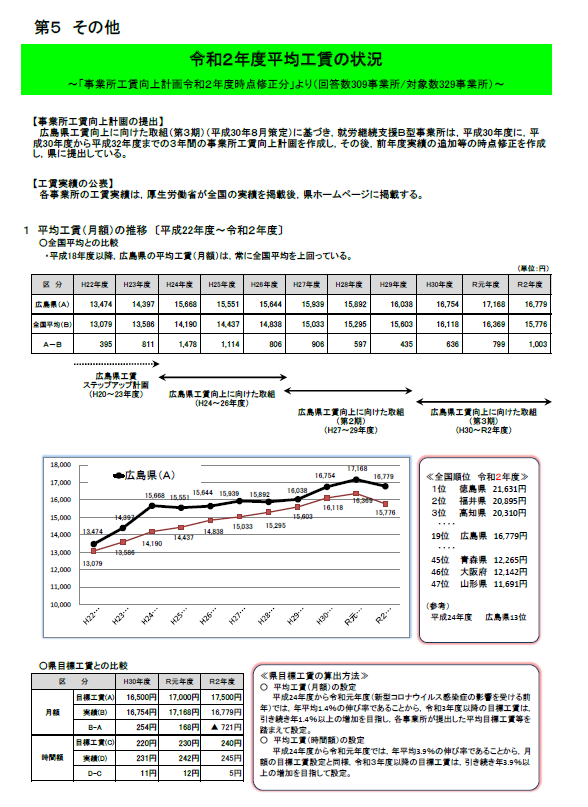 第5 その他
令和2年度平均工賃の状況
～「事業所工賃向上計画令和2年度時点修正分」より(回答数309事業所/対象数329事業所)～
【事業所工賃向上計画の提出】
広島県工賃向上に向けた取組(第3期)(平成30年8月策定)に基づき,就労継続支援B型事業所は,平成30年度に,平
成30年度から平成32年度までの3年間の事業所工賃向上計画を作成し,その後,前年度実績の追加等の時点修正を作成
し,県に提出している。
【工賃実績の公表】
各事業所の工賃実績は,厚生労働省が全国の実績を掲載後,県ホームページに掲載する。
1 平均工賃(月額)の推移 〔平成22年度～令和2年度〕
○全国平均との比較
・平成18年度以降,広島県の平均工賃(月額)は,常に全国平均を上回っている。
(単位:円)
区 分 H22年度 H23年度 H24年度 H25年度 H26年度 H27年度 H28年度 H29年度 H30年度 R元年度 R2年度
広島県(A) 13,474 14,397 15,668 15,551 15,644 15,939 15,892 16,038 16,754 17,168 16,779
全国平均(B) 13,079 13,586 14,190 14,437 14,838 15,033 15,295 15,603 16,118 16,369 15,776
A－B 395 811 1,478 1,114 806 906 597 435 636 799 1,003
広島県工賃
ステップアップ計画
(H20～23年度)
広島県工賃向上に向けた取組
(H24～26年度)
広島県工賃向上に向けた取組
(第2期)
(H27～29年度)
広島県工賃向上に向けた取組
(第3期)
(H30～R2年度)
18,000
17,000
16,000
15,000
14,000
13,000
12,000
11,000
10,000
広島県(A)
13,474 14,397 15,668 15,551 15,644 15,939 15,892 16,038 16,754 17,168 16,779
13,079 13,586 14,190 14,437 14,838 15,033 15,295 15,603 16,118 16,369 15,776
H22… H23… H24… H25… H26… H27… H28… H29… H30… R元… R2…
≪全国順位 令和2年度≫
1位 徳島県 21,631円
2位 福井県 20,895円
3位 高知県 20,310円
‥‥
19位 広島県 16,779円
‥‥
45位 青森県 12,265円
46位 大阪府 12,142円
47位 山形県 11,691円
(参考)
平成24年度 広島県13位
○県目標工賃との比較
区 分 H30年度 R元年度 R2年度
月額 目標工賃(A) 16,500円 17,000円 17,500円
実績(B) 16,754円 17,168円 16,779円
B-A 254円 168円 ▲ 721円
時間額 目標工賃(C) 220円 230円 240円
実績(D) 231円 242円 245円
D-C 11円 12円 5円
≪県目標工賃の算出方法≫
○ 平均工賃(月額)の設定
平成24年度から令和元年度(新型コロナウイルス感染症の影響を受ける前
年)では,年平均1.4%の伸び率であることから,令和3年度以降の目標工賃は,
引き続き年1.4%以上の増加を目指し,各事業所が提出した平均目標工賃等を
踏まえて設定。
○ 平均工賃(時間額)の設定
平成24年度から令和元年度では,年平均3.9%の伸び率であることから,月
額の目標工賃設定と同様,令和3年度以降の目標工賃は,引き続き年3.9%以
上の増加を目指して設定。